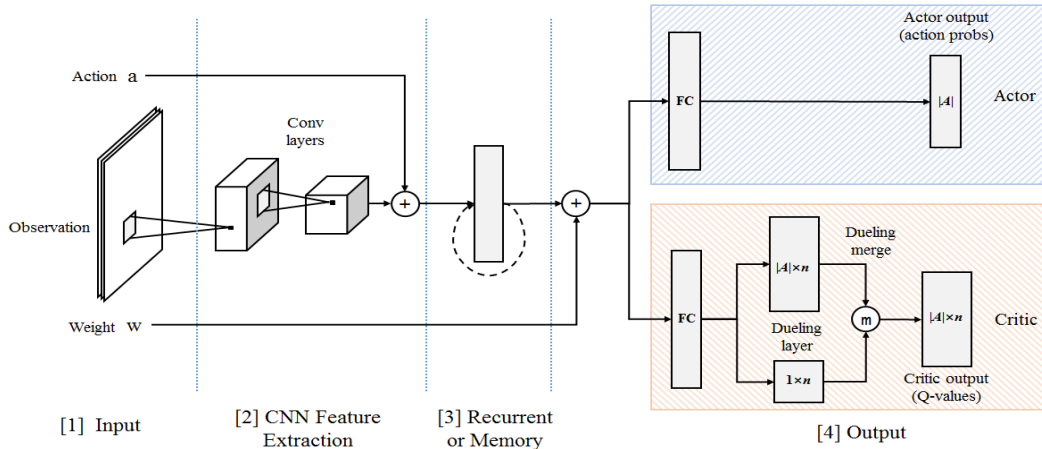 Action a
Observation
Weight w
[1] Input
Conv
layers
+
[2] CNN Feature
Extraction
[3] Recurrent
or Memory
+
FC
Actor output
(action probs)
|A|
Actor
FC
|A|×n
Dueling
merge
Dueling
layer
1×n
m
|A|×n
Critic
Critic output
(Q-values)
[4] Output